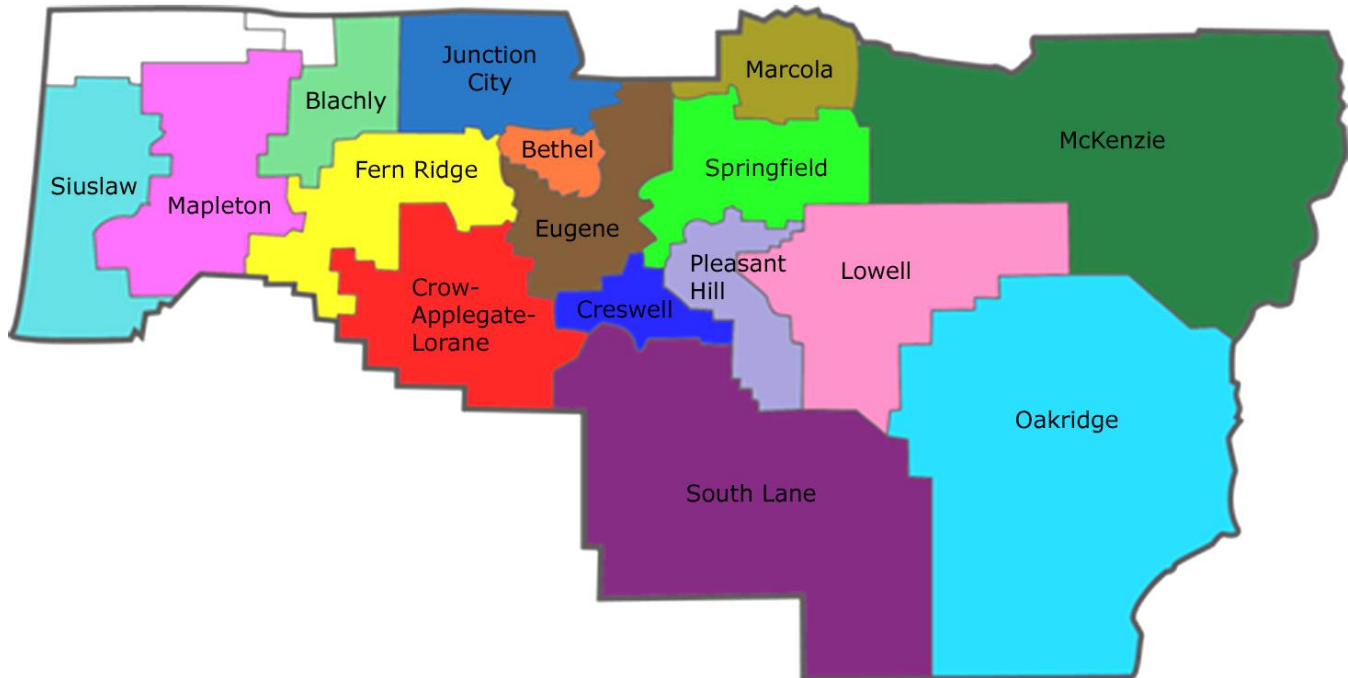 Junction
City
Marcola
Blachly
McKenzie
Bethel
Fern Ridge
Springfield
Siuslaw
Mapleton
Eugene
Pleasant
Hill
Lowell
Crow-
Applegate-
Lorane
Creswell
Oakridge
South Lane